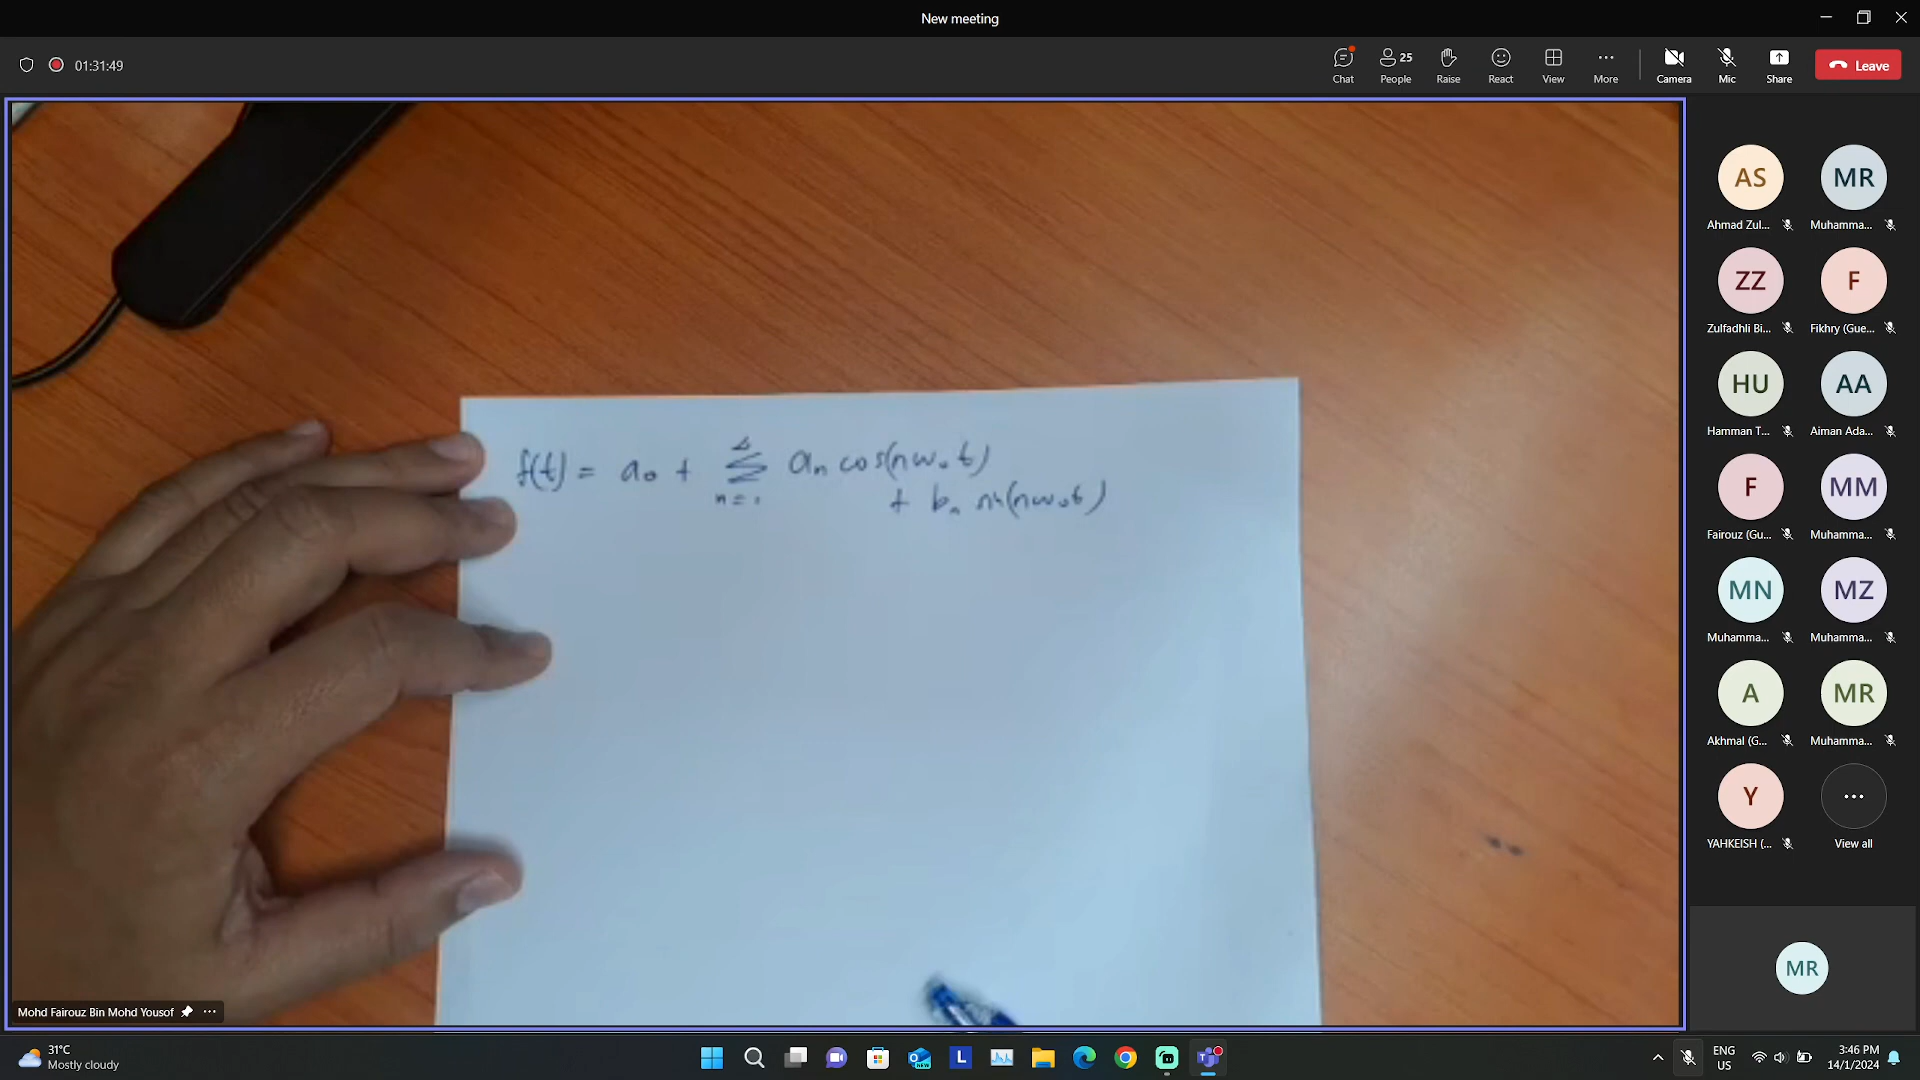 New meeting
01:31:49
Chat
25
People
Raise
React
View
More
Camera
Mic
Share
Leave
AS
MR
Ahmad Zul...
Muhamma...
ZZ
F
Zulfadhli Bi...
Fikhry (Gue...
HU
AA
Hamman T...
Aiman Ada...
F
MM
Fairouz (Gu...
Muhamma...
MN
MZ
Muhamma...
Muhamma...
A
MR
Akhmal (G...
Muhamma...
Y
YAHKEISH (...
View all
MR
f(t) = a₀ + Σ aₙ cos(nω₀t)
n=1
+ bₙ sin(nω₀t)
Mohd Fairouz Bin Mohd Yousof
31°C
Mostly cloudy
NEW
L
ENG
US
3:46 PM
14/1/2024